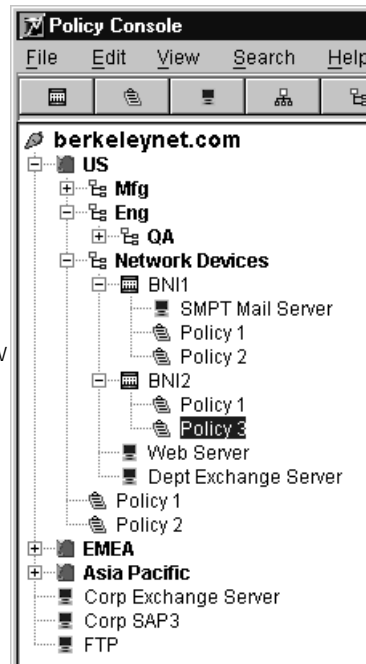 Policy Console
File Edit View Search Help
berkeleynet.com
US
Mfg
Eng
QA
Network Devices
BNI1
SMPT Mail Server
Policy 1
Policy 2
BNI2
Policy 1
Policy 3
Web Server
Dept Exchange Server
Policy 1
Policy 2
EMEA
Asia Pacific
Corp Exchange Server
Corp SAP3
FTP